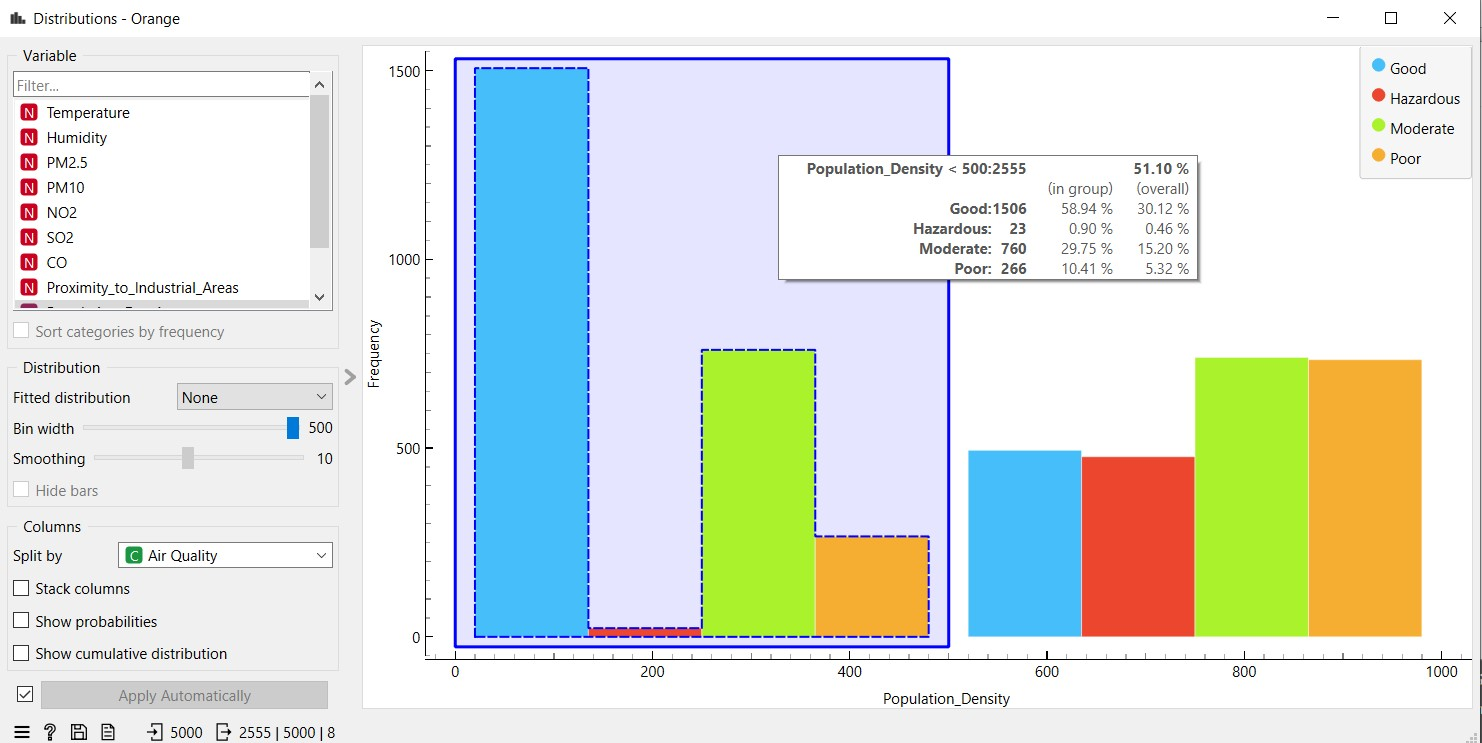 Distributions - Orange
Variable
Filter...
N Temperature
N Humidity
N PM2.5
N PM10
N NO2
N SO2
N CO
N Proximity_to_Industrial_Areas
Sort categories by frequency
Distribution
Fitted distribution None
Bin width 500
Smoothing 10
Hide bars
Columns
Split by C Air Quality
Stack columns
Show probabilities
Show cumulative distribution
Apply Automatically
? 5000 2555 | 5000 | 8
Frequency
1500
1000
500
0
0 200 400 600 800 1000
Population_Density
Population_Density < 500:2555 51.10 %
(in group) (overall)
Good:1506 58.94 % 30.12 %
Hazardous: 23 0.90 % 0.46 %
Moderate: 760 29.75 % 15.20 %
Poor: 266 10.41 % 5.32 %
Good
Hazardous
Moderate
Poor